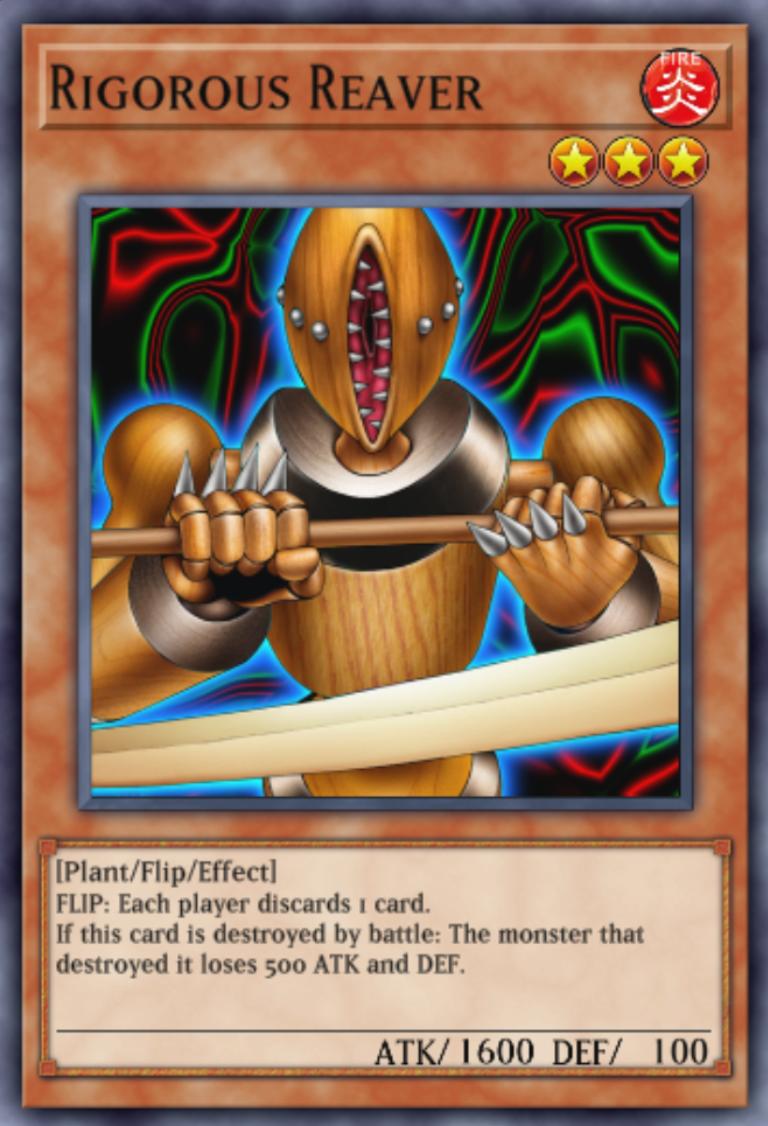 RIGOROUS REAVER
FIRE
炎
[Plant/Flip/Effect]
FLIP: Each player discards 1 card.
If this card is destroyed by battle: The monster that
destroyed it loses 500 ATK and DEF.
ATK/ 1600 DEF/ 100